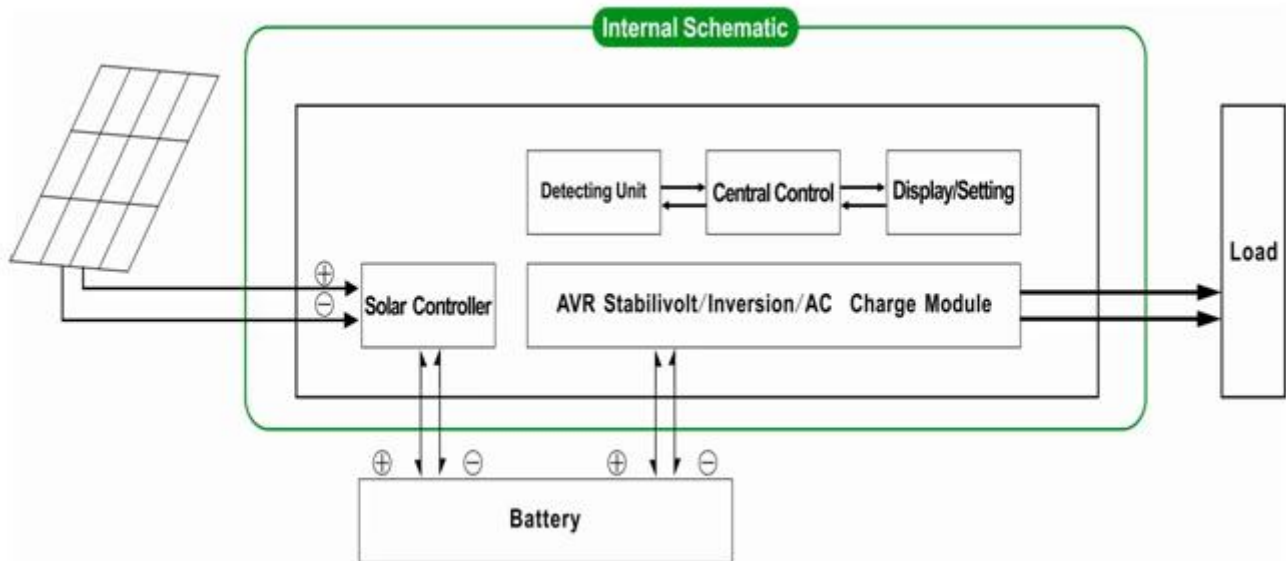 Internal Schematic
Detecting Unit
Central Control
Display/Setting
Load
⊕
⊖
Solar Controller
AVR Stabilivolt/Inversion/AC Charge Module
⊕ ⊖ ⊕ ⊖
Battery